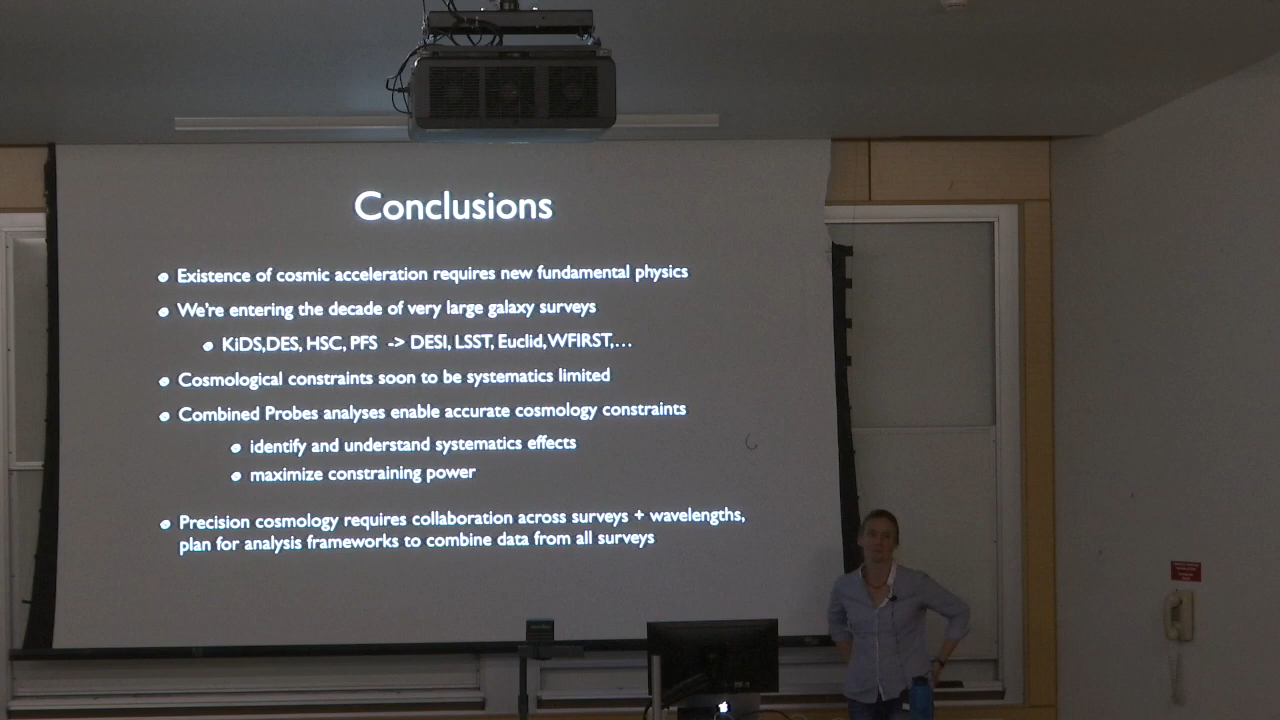 Conclusions
Existence of cosmic acceleration requires new fundamental physics
We're entering the decade of very large galaxy surveys
KiDS,DES, HSC, PFS -> DESI, LSST, Euclid,WFIRST,...
Cosmological constraints soon to be systematics limited
Combined Probes analyses enable accurate cosmology constraints
identify and understand systematics effects
maximize constraining power
Precision cosmology requires collaboration across surveys + wavelengths,
plan for analysis frameworks to combine data from all surveys